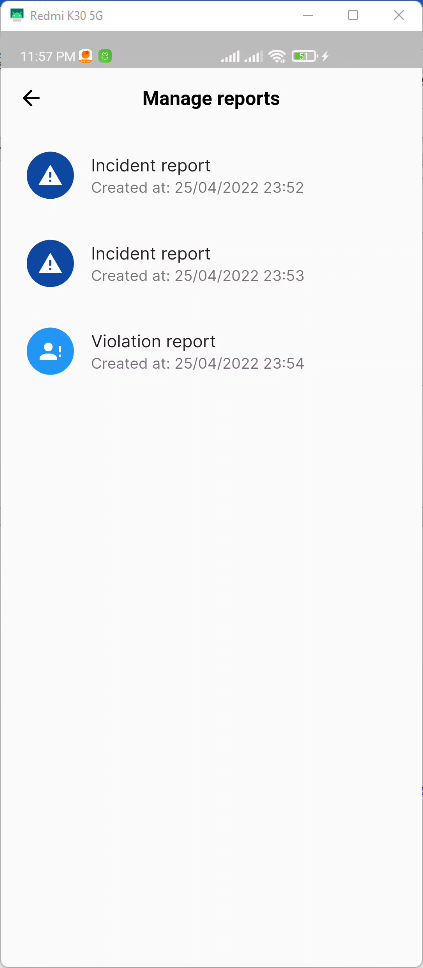 Redmi K30 5G
11:57 PM
51
Manage reports
Incident report
Created at: 25/04/2022 23:52
Incident report
Created at: 25/04/2022 23:53
Violation report
Created at: 25/04/2022 23:54